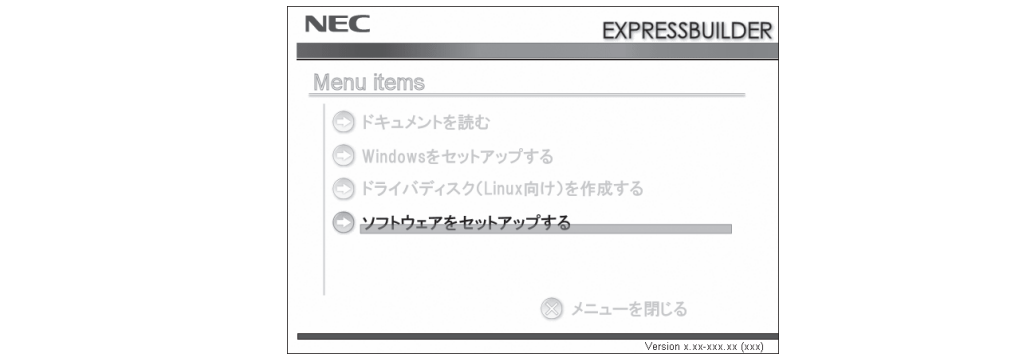 NEC
EXPRESSBUILDER
Menu items
ドキュメントを読む
Windowsをセットアップする
ドライバディスク(Linux向け)を作成する
ソフトウェアをセットアップする
メニューを閉じる
Version x.xx-xxx.xx (xxx)